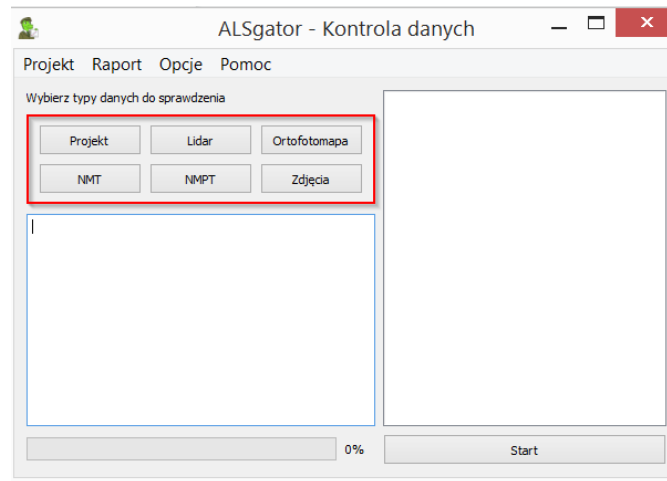 ALSgator - Kontrola danych
Projekt Raport Opcje Pomoc
Wybierz typy danych do sprawdzenia
Projekt Lidar Ortofotomapa
NMT NMPT Zdjęcia
0% Start